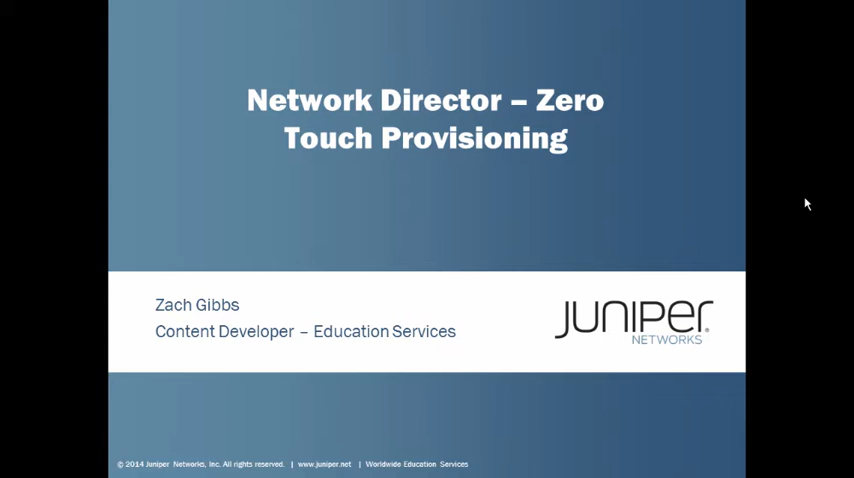 Network Director – Zero
Touch Provisioning
Zach Gibbs
Content Developer – Education Services
JUNIPER
NETWORKS
© 2014 Juniper Networks, Inc. All rights reserved. | www.juniper.net | Worldwide Education Services